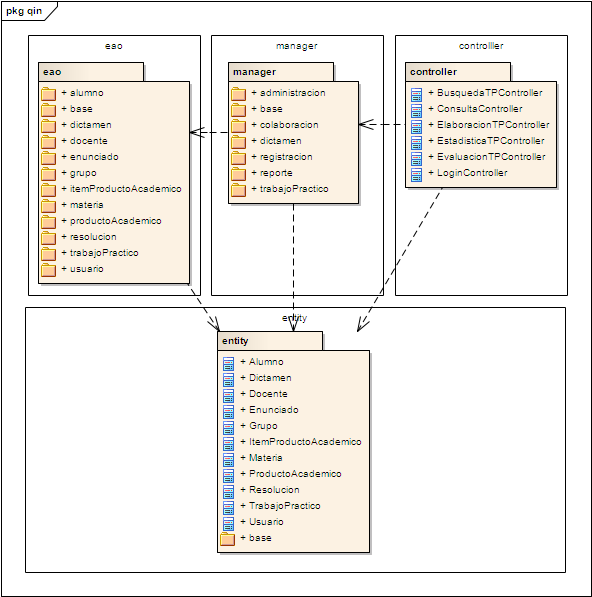 pkg qin
eao
eao
+ alumno
+ base
+ dictamen
+ docente
+ enunciado
+ grupo
+ itemProductoAcademico
+ materia
+ productoAcademico
+ resolucion
+ trabajoPractico
+ usuario
manager
manager
+ administracion
+ base
+ colaboracion
+ dictamen
+ registracion
+ reporte
+ trabajoPractico
controller
controller
+ BusquedaTPController
+ ConsultaController
+ ElaboracionTPController
+ EstadisticaTPController
+ EvaluacionTPController
+ LoginController
entity
entity
+ Alumno
+ Dictamen
+ Docente
+ Enunciado
+ Grupo
+ ItemProductoAcademico
+ Materia
+ ProductoAcademico
+ Resolucion
+ TrabajoPractico
+ Usuario
+ base